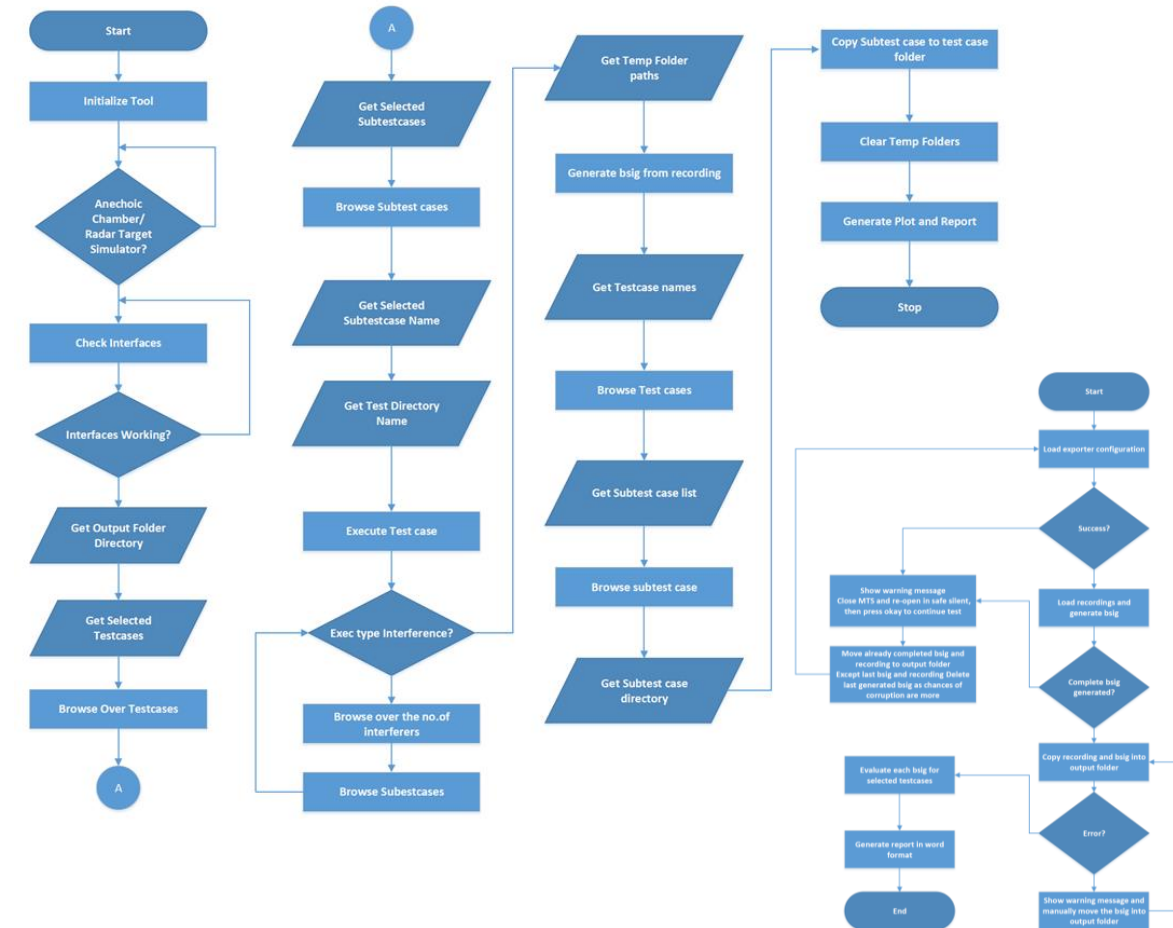 Start
Initialize Tool
Anechoic
Chamber/
Radar Target
Simulator?
Check Interfaces
Interfaces Working?
Get Output Folder
Directory
Get Selected
Testcases
Browse Over Testcases
A
A
Get Selected
Subtestcases
Browse Subtest cases
Get Selected
Subtestcase Name
Get Test Directory
Name
Execute Test case
Exec type Interference?
Browse over the no.of
interferers
Browse Subestcases
Get Temp Folder
paths
Generate bsig from recording
Get Testcase names
Browse Test cases
Get Subtest case list
Browse subtest case
Get Subtest case
directory
Copy Subtest case to test case
folder
Clear Temp Folders
Generate Plot and Report
Stop
Start
Load exporter configuration
Success?
Show warning message
Close MTS and re-open in safe silent,
then press okay to continue test
Load recordings and
generate bsig
Move already completed bsig and
recording to output folder
Except last bsig and recording Delete
last generated bsig as chances of
corruption are more
Complete bsig
generated?
Copy recording and bsig into
output folder
Evaluate each bsig for
selected testcases
Error?
Generate report in word
format
Show warning message and
manually move the bsig into
output folder
End